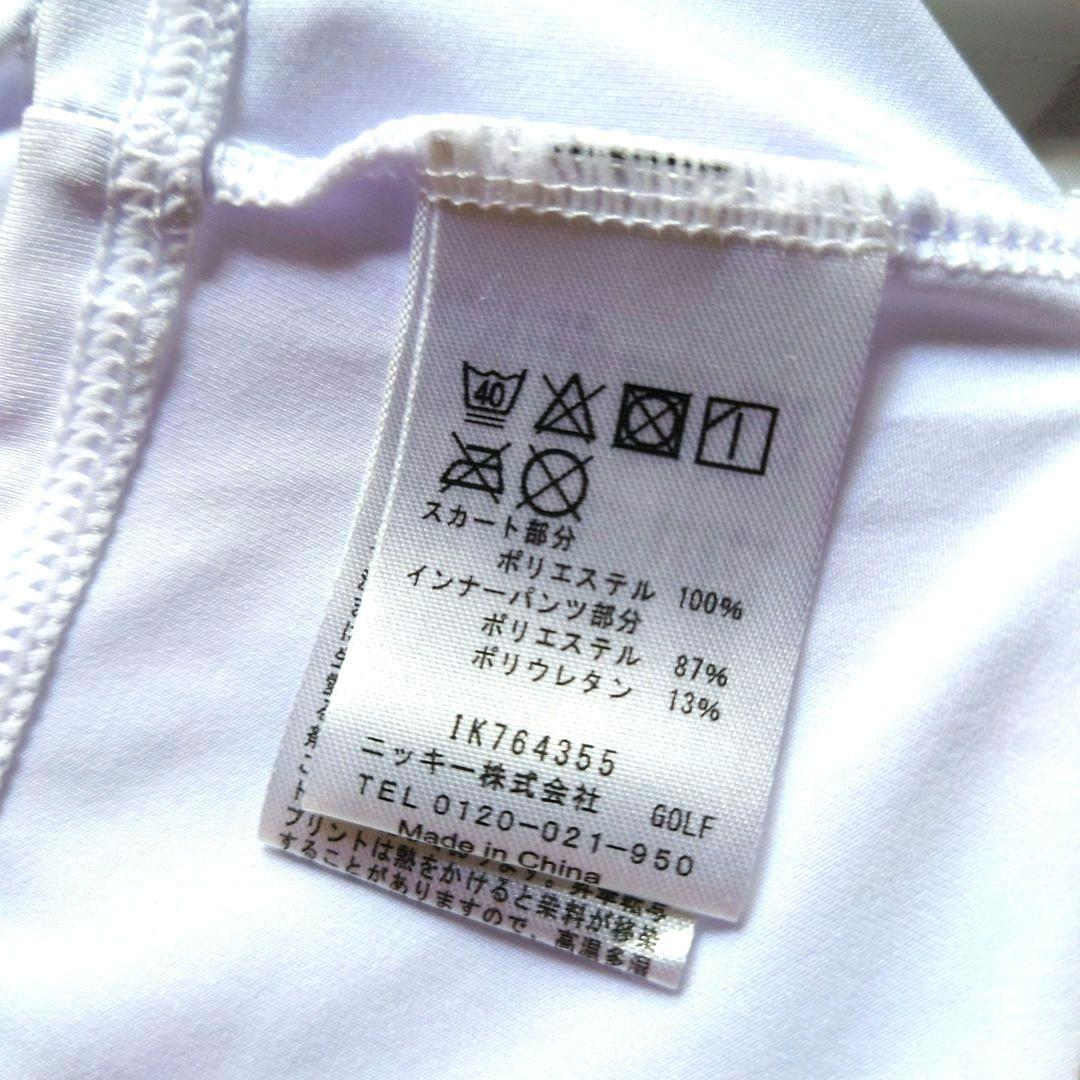 40
スカート部分
ポリエステル 100%
インナーパンツ部分
ポリエステル 87%
ポリウレタン 13%
IK764355
ニッキー株式会社 GOLF
TEL 0120-021-950
Made in China
プリントは熱をかけると染料が移染
することがありますので、高温多湿